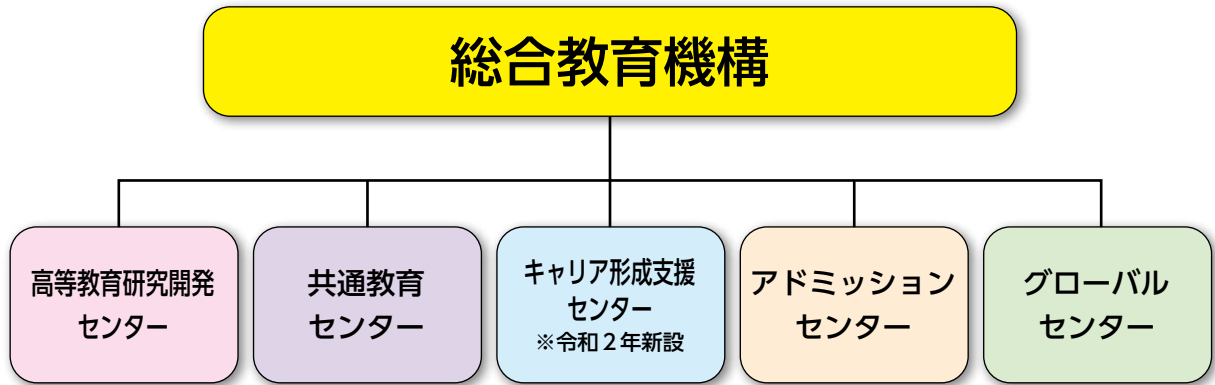 総合教育機構
高等教育研究開発
センター
共通教育
センター
キャリア形成支援
センター
※令和２年新設
アドミッション
センター
グローバル
センター